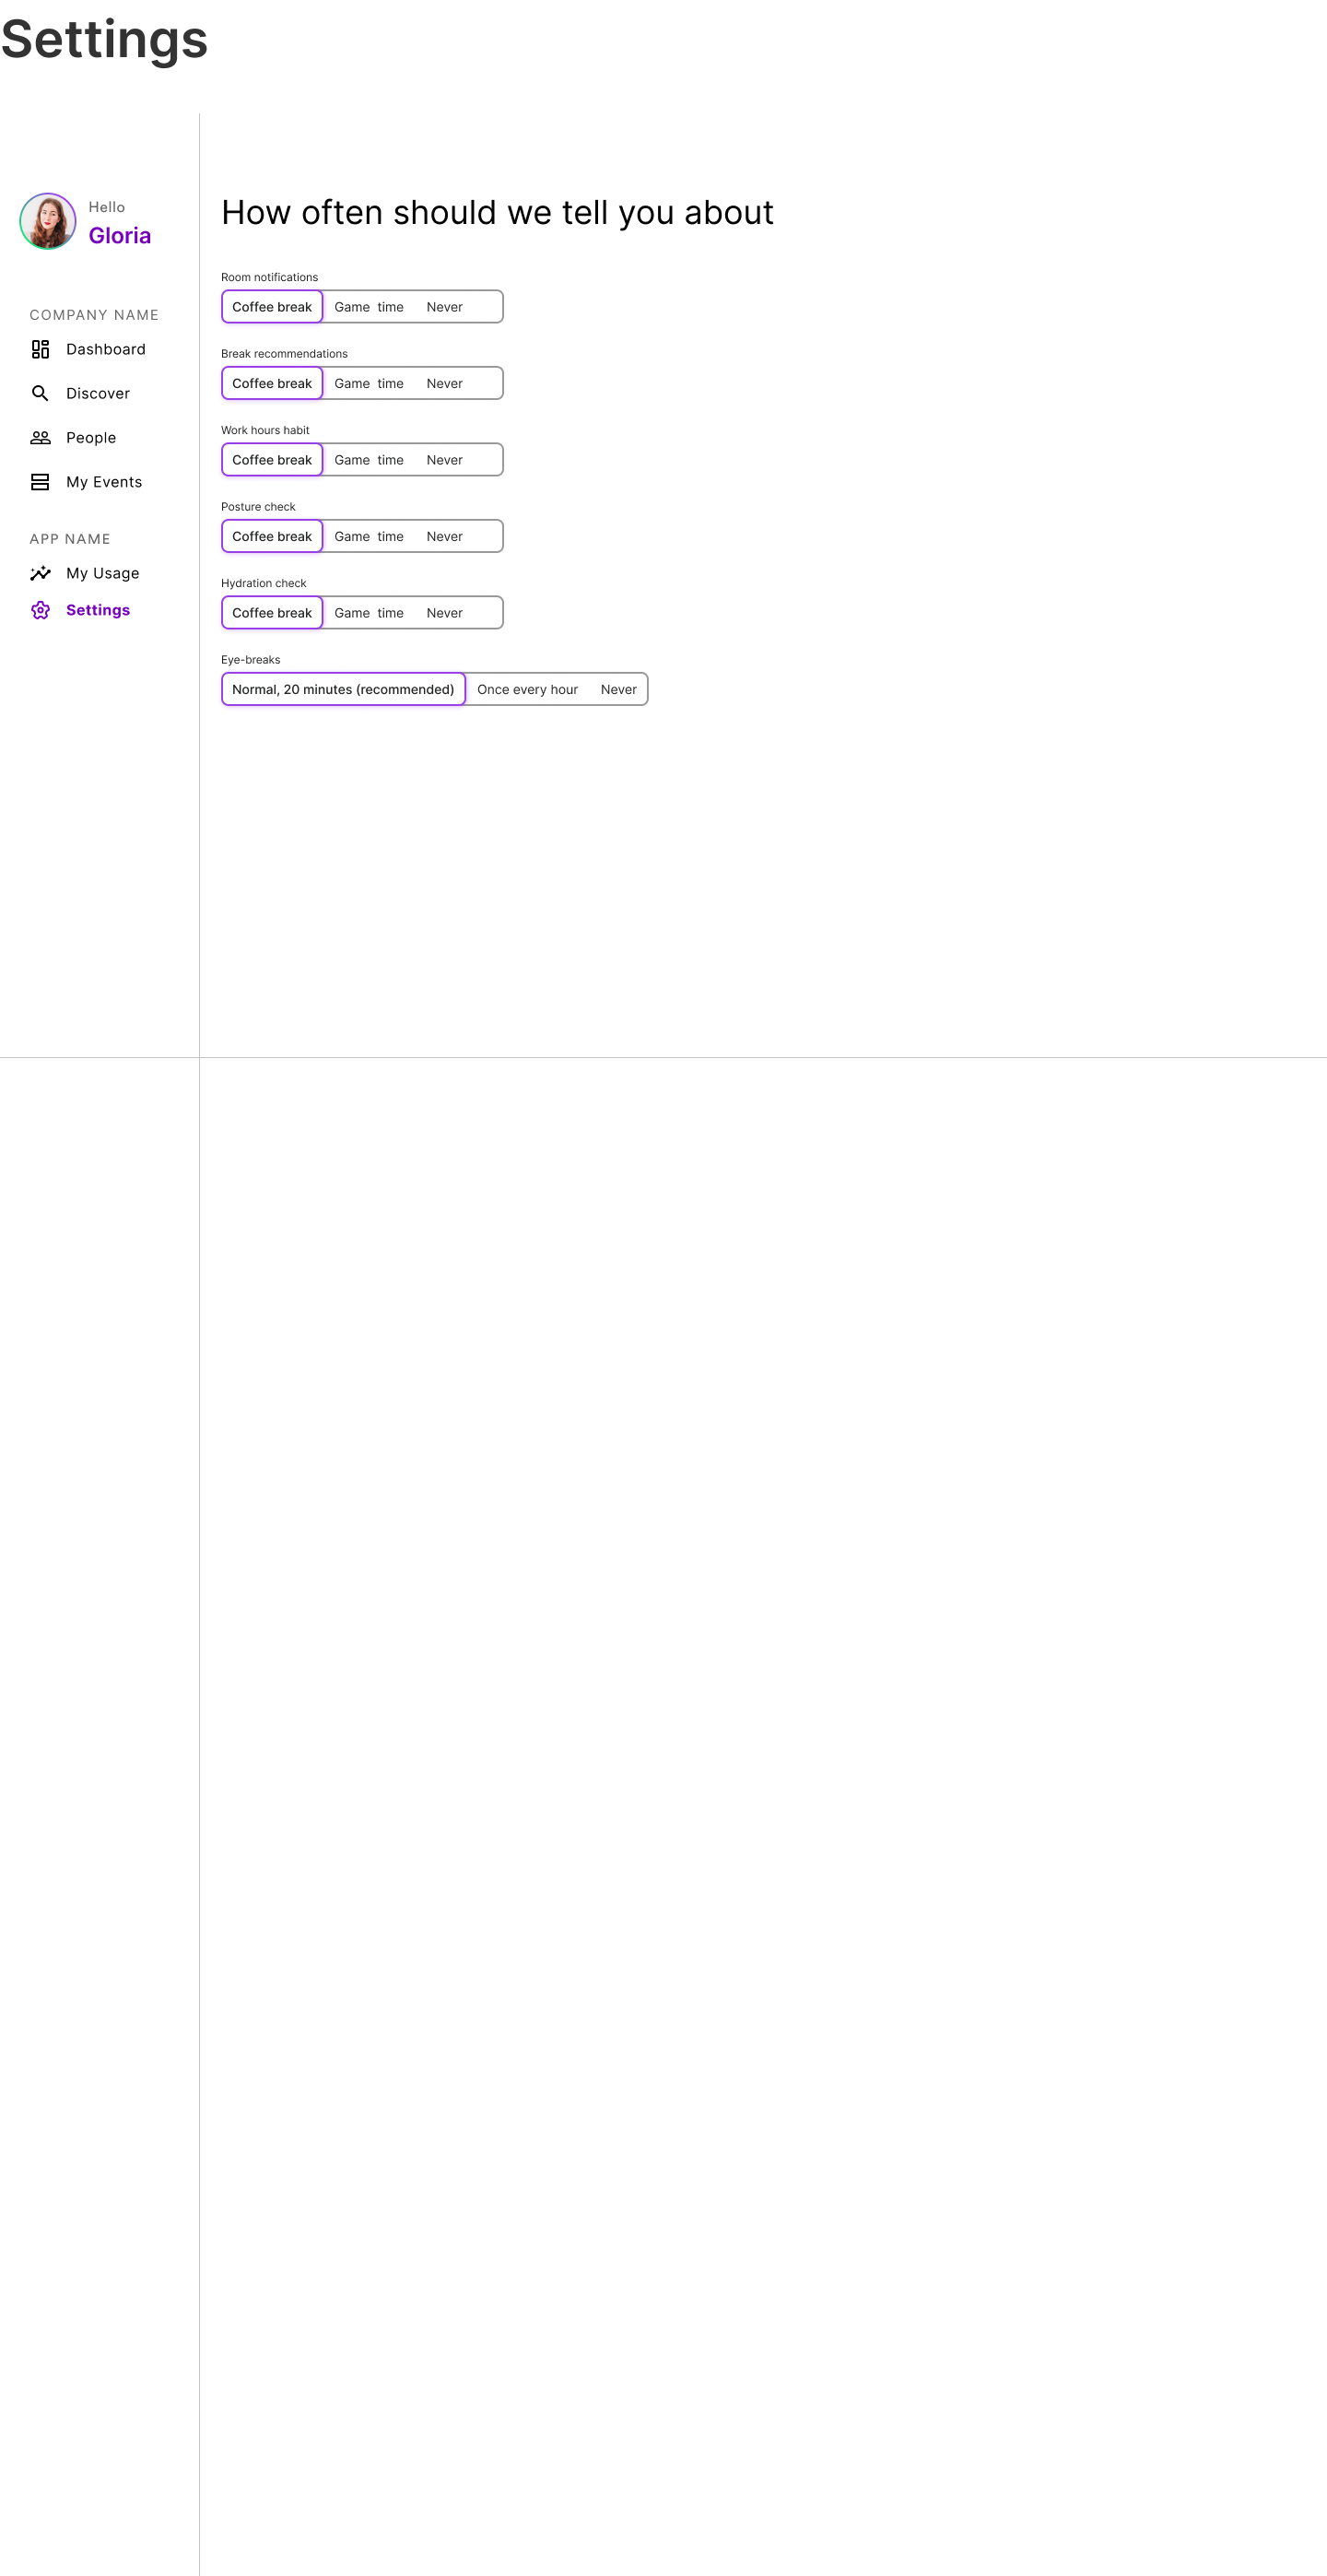 Settings
Hello
Gloria
COMPANY NAME
Dashboard
Discover
People
My Events
APP NAME
My Usage
Settings
How often should we tell you about
Room notifications
Coffee break Game time Never
Break recommendations
Coffee break Game time Never
Work hours habit
Coffee break Game time Never
Posture check
Coffee break Game time Never
Hydration check
Coffee break Game time Never
Eye-breaks
Normal, 20 minutes (recommended) Once every hour Never